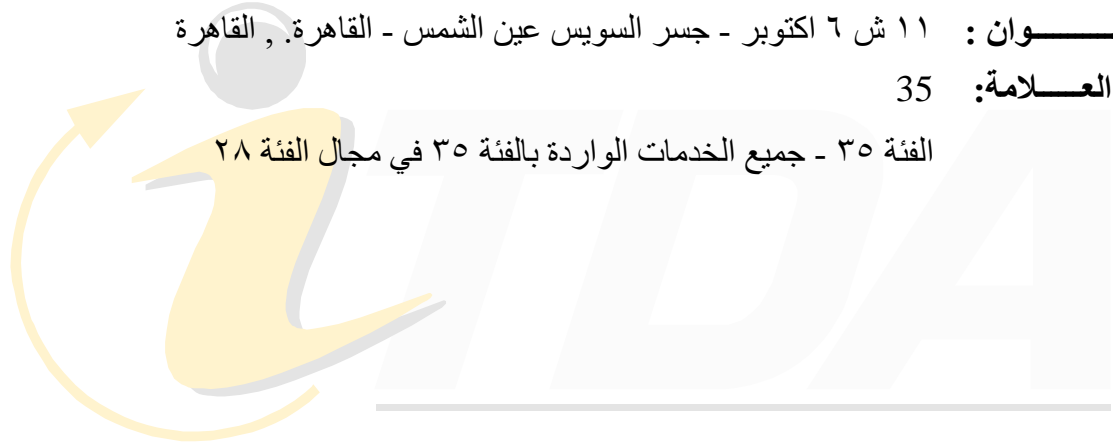 ـــــــوان : ١١ ش ٦ اكتوبر - جسر السويس عين الشمس - القاهرة. , القاهرة
العـــــلامة: 35
الفئة ٣٥ - جميع الخدمات الواردة بالفئة ٣٥ في مجال الفئة ٢٨
iTDA